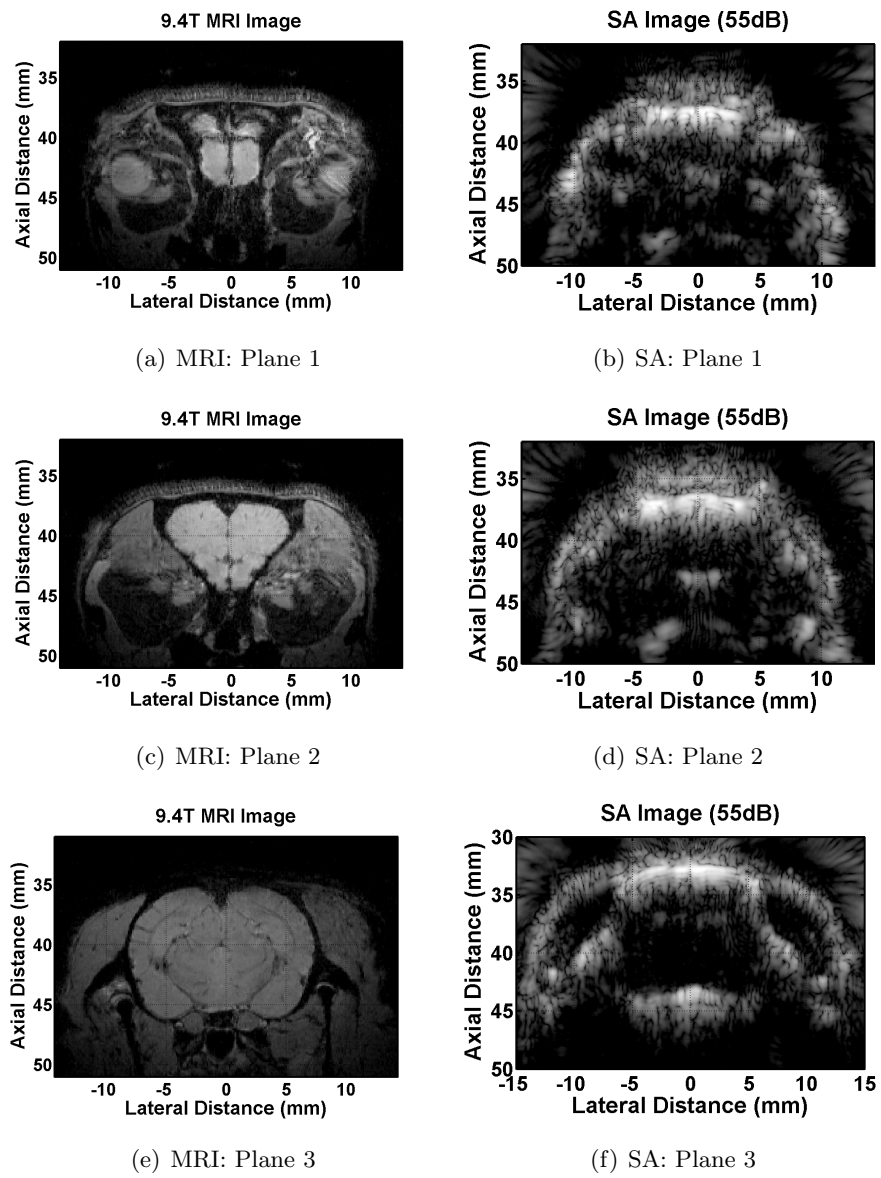 9.4T MRI Image
Axial Distance (mm)
35
40
45
50
-10 -5 0 5 10
Lateral Distance (mm)
(a) MRI: Plane 1
SA Image (55dB)
Axial Distance (mm)
35
40
45
50
-10 -5 0 5 10
Lateral Distance (mm)
(b) SA: Plane 1
9.4T MRI Image
Axial Distance (mm)
35
40
45
50
-10 -5 0 5 10
Lateral Distance (mm)
(c) MRI: Plane 2
SA Image (55dB)
Axial Distance (mm)
35
40
45
50
-10 -5 0 5 10
Lateral Distance (mm)
(d) SA: Plane 2
9.4T MRI Image
Axial Distance (mm)
35
40
45
50
-10 -5 0 5 10
Lateral Distance (mm)
(e) MRI: Plane 3
SA Image (55dB)
Axial Distance (mm)
30
35
40
45
50
-15 -10 -5 0 5 10 15
Lateral Distance (mm)
(f) SA: Plane 3